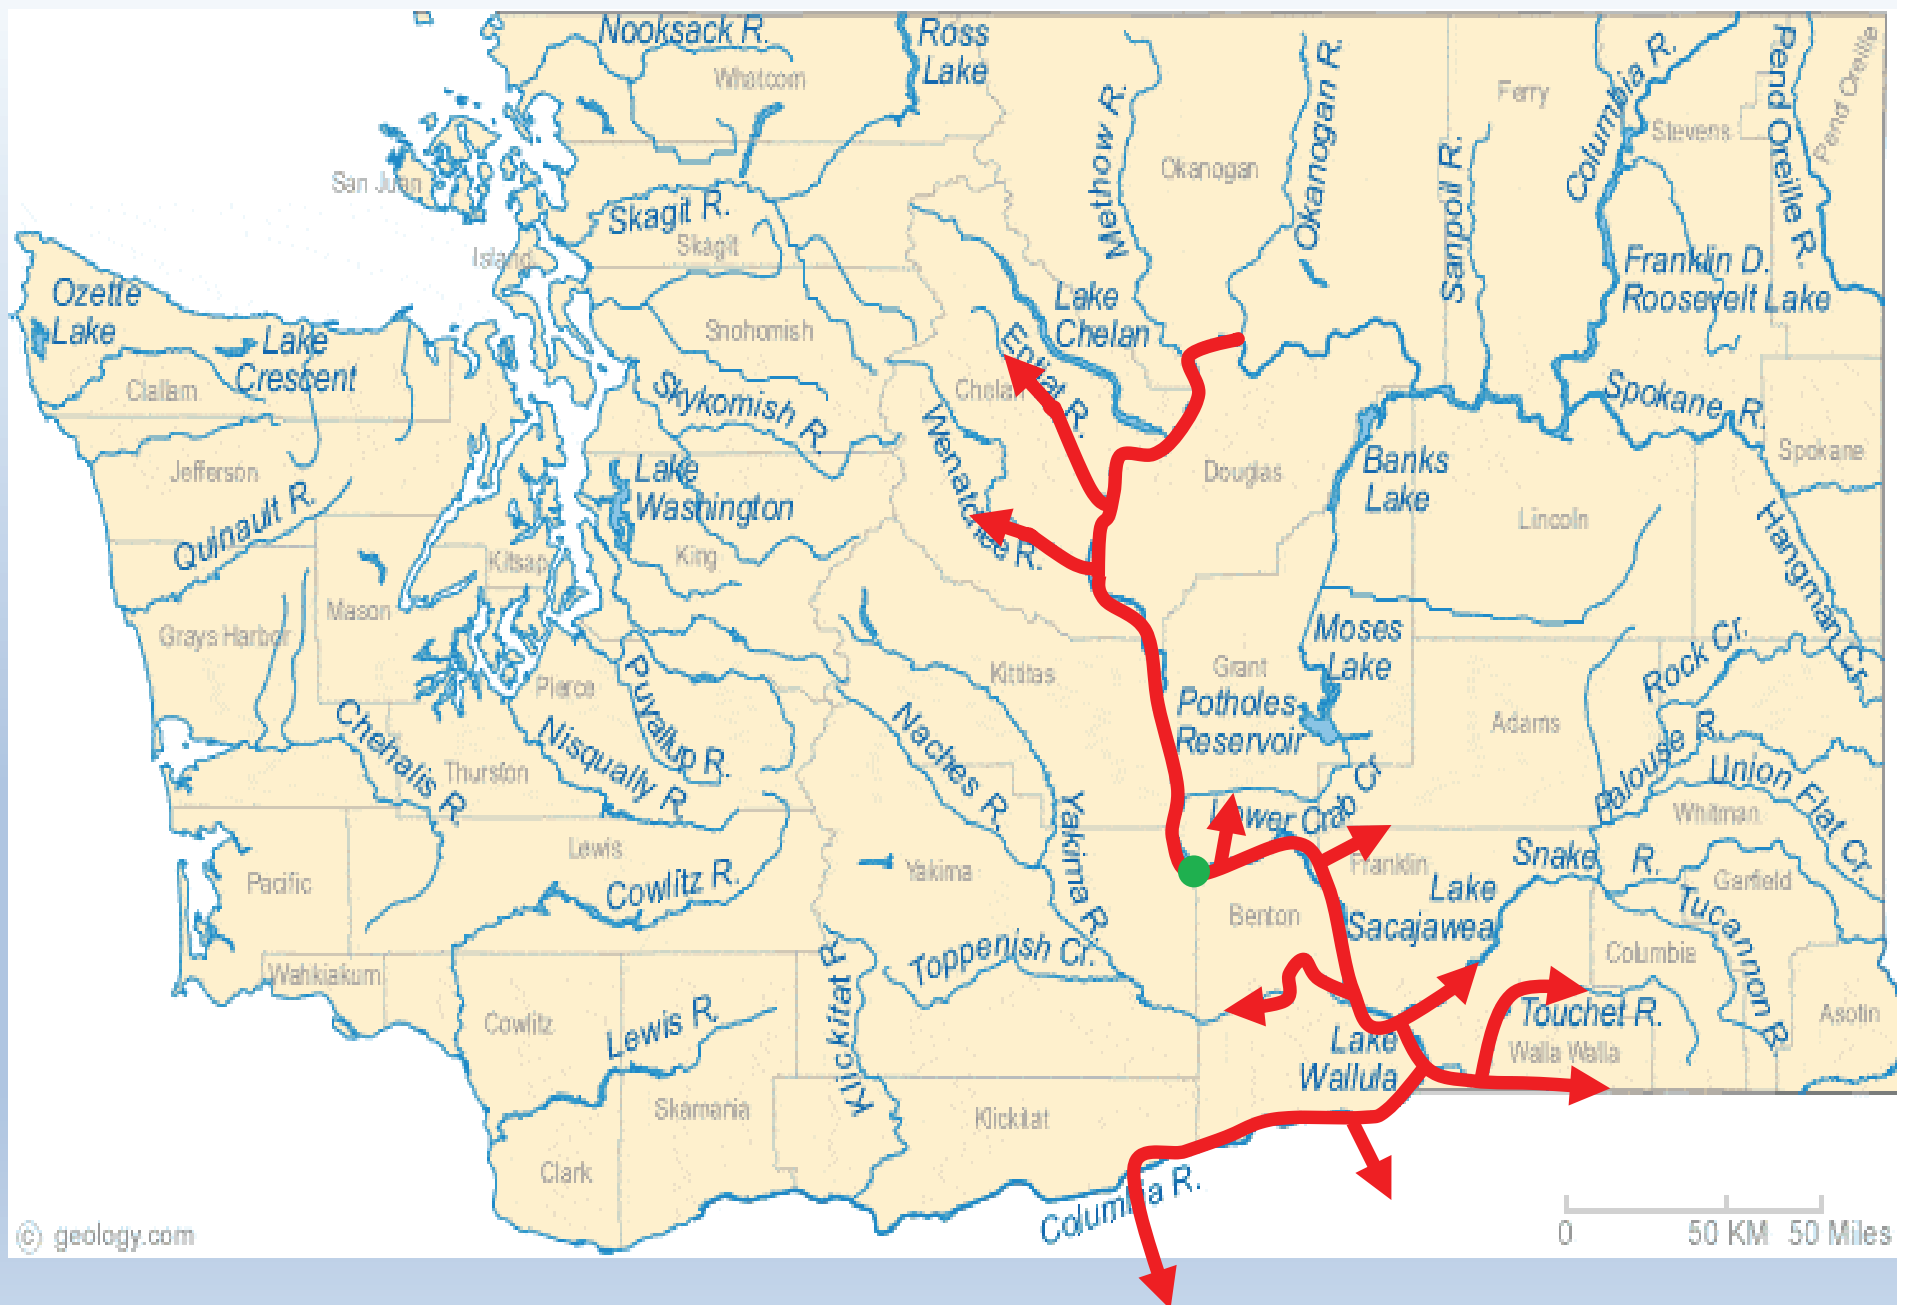 Nooksack R.
Ross
Lake
Whatcom
San Juan
Skagit R.
Skagit
Island
Methow R.
Okanogan
Okanogan R.
Sanpoil R.
Ferry
Columbia R.
Stevens
Pend Oreille R.
Pend Oreille
Franklin D.
Roosevelt Lake
Ozette
Lake
Lake
Crescent
Clallam
Snohomish
Lake
Chelan
Entiat R.
Chelan
Skykomish R.
Wenatchee R.
Spokane R.
Spokane
Jefferson
Quinault R.
Lake
Washington
King
Kitsap
Douglas
Banks
Lake
Lincoln
Hangman Cr.
Mason
Grays Harbor
Pierce
Puyallup R.
Kittitas
Moses
Lake
Grant
Potholes
Reservoir
Adams
Rock Cr.
Palouse R.
Union Flat Cr.
Whitman
Chehalis R.
Thurston
Nisqually R.
Naches R.
Yakima R.
Lower Crab Cr.
Lewis
Cowlitz R.
Pacific
Yakima
Franklin
Benton
Lake
Sacajawea
Snake R.
Garfield
Tucannon R.
Columbia
Asotin
Wahkiakum
Toppenish Cr.
Klickitat R.
Cowlitz
Lewis R.
Touchet R.
Walla Walla
Lake
Wallula
Skamania
Klickitat
Clark
Columbia R.
© geology.com
0 50 KM 50 Miles